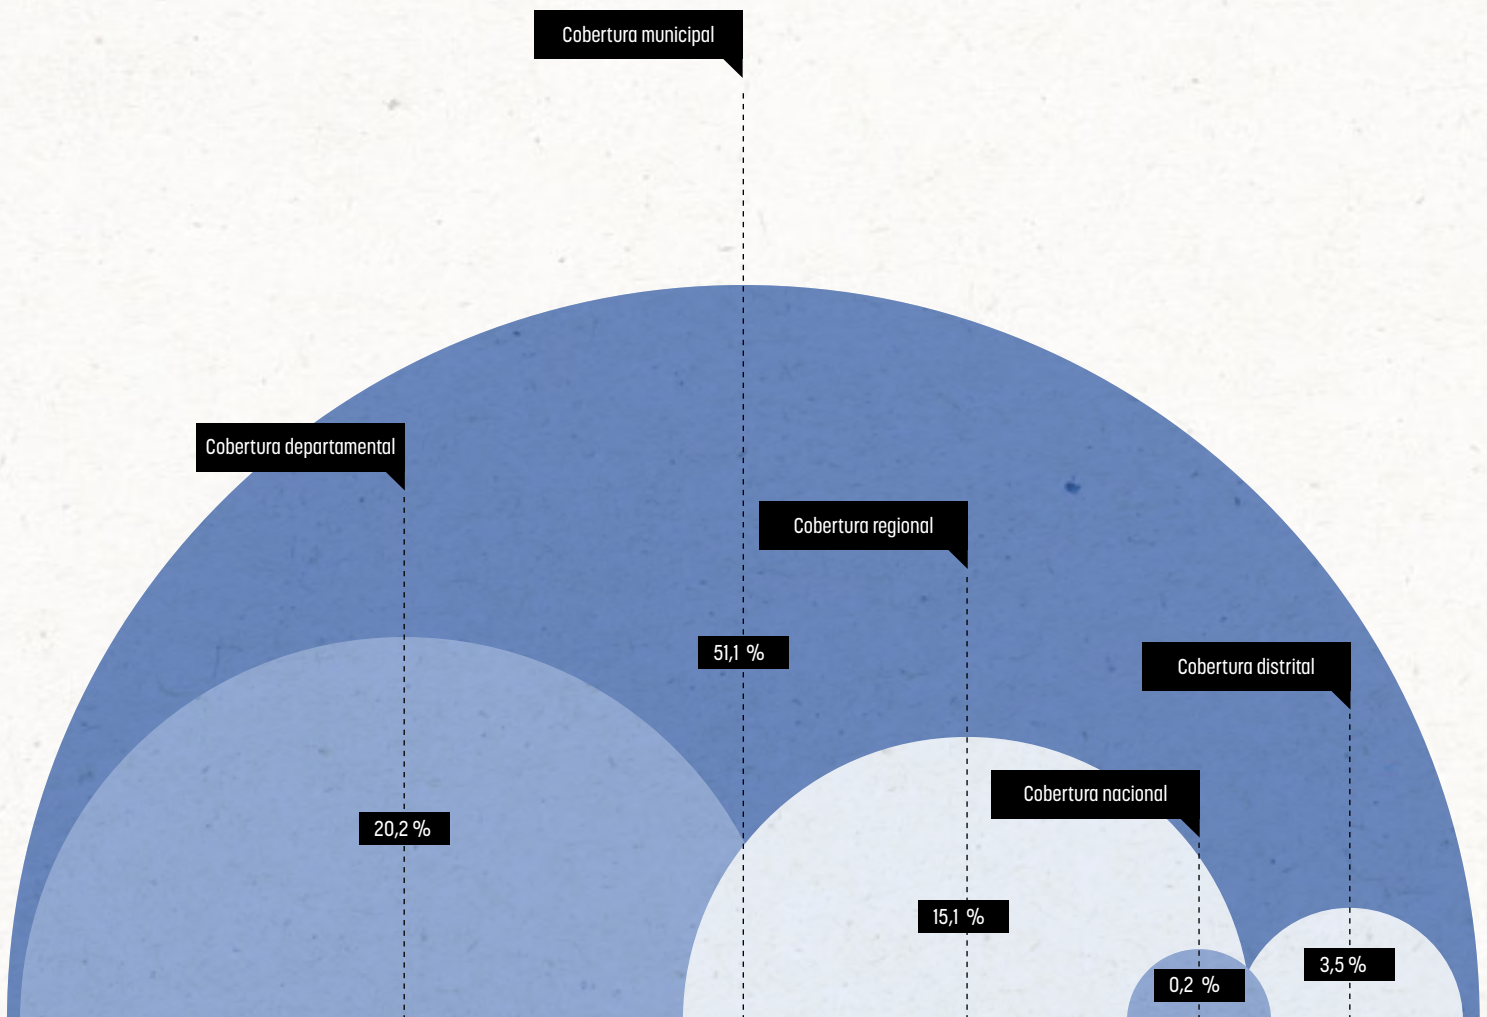 Cobertura municipal
Cobertura departamental
Cobertura regional
51,1 %
Cobertura distrital
Cobertura nacional
20,2 %
15,1 %
3,5 %
0,2 %